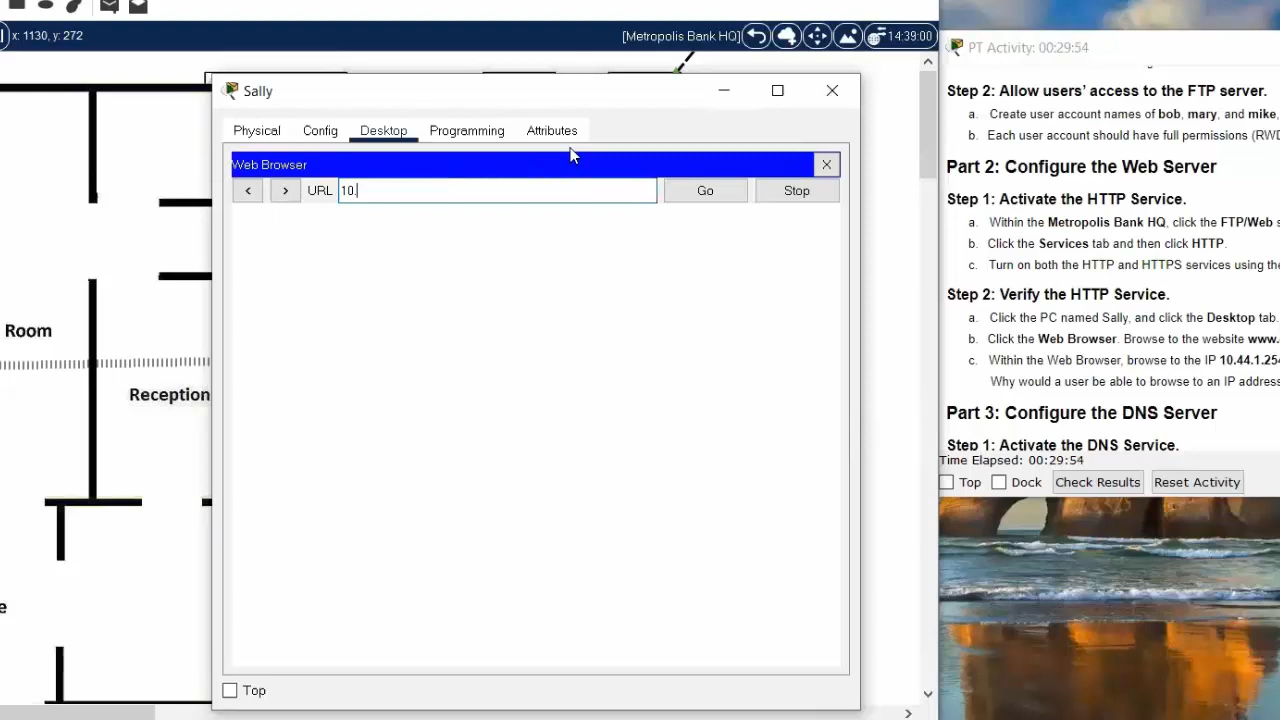 x: 1130, y: 272
[Metropolis Bank HQ]
14:39:00
PT Activity: 00:29:54
Sally
Physical Config Desktop Programming Attributes
Web Browser
X
< > URL 10. Go Stop
Top
Room
Reception
e
Step 2: Allow users' access to the FTP server.
a. Create user account names of bob, mary, and mike,
b. Each user account should have full permissions (RWD
Part 2: Configure the Web Server
Step 1: Activate the HTTP Service.
a. Within the Metropolis Bank HQ, click the FTP/Web s
b. Click the Services tab and then click HTTP.
c. Turn on both the HTTP and HTTPS services using the
Step 2: Verify the HTTP Service.
a. Click the PC named Sally, and click the Desktop tab.
b. Click the Web Browser. Browse to the website www.
c. Within the Web Browser, browse to the IP 10.44.1.254
Why would a user be able to browse to an IP address
Part 3: Configure the DNS Server
Step 1: Activate the DNS Service.
Time Elapsed: 00:29:54
Top Dock Check Results Reset Activity